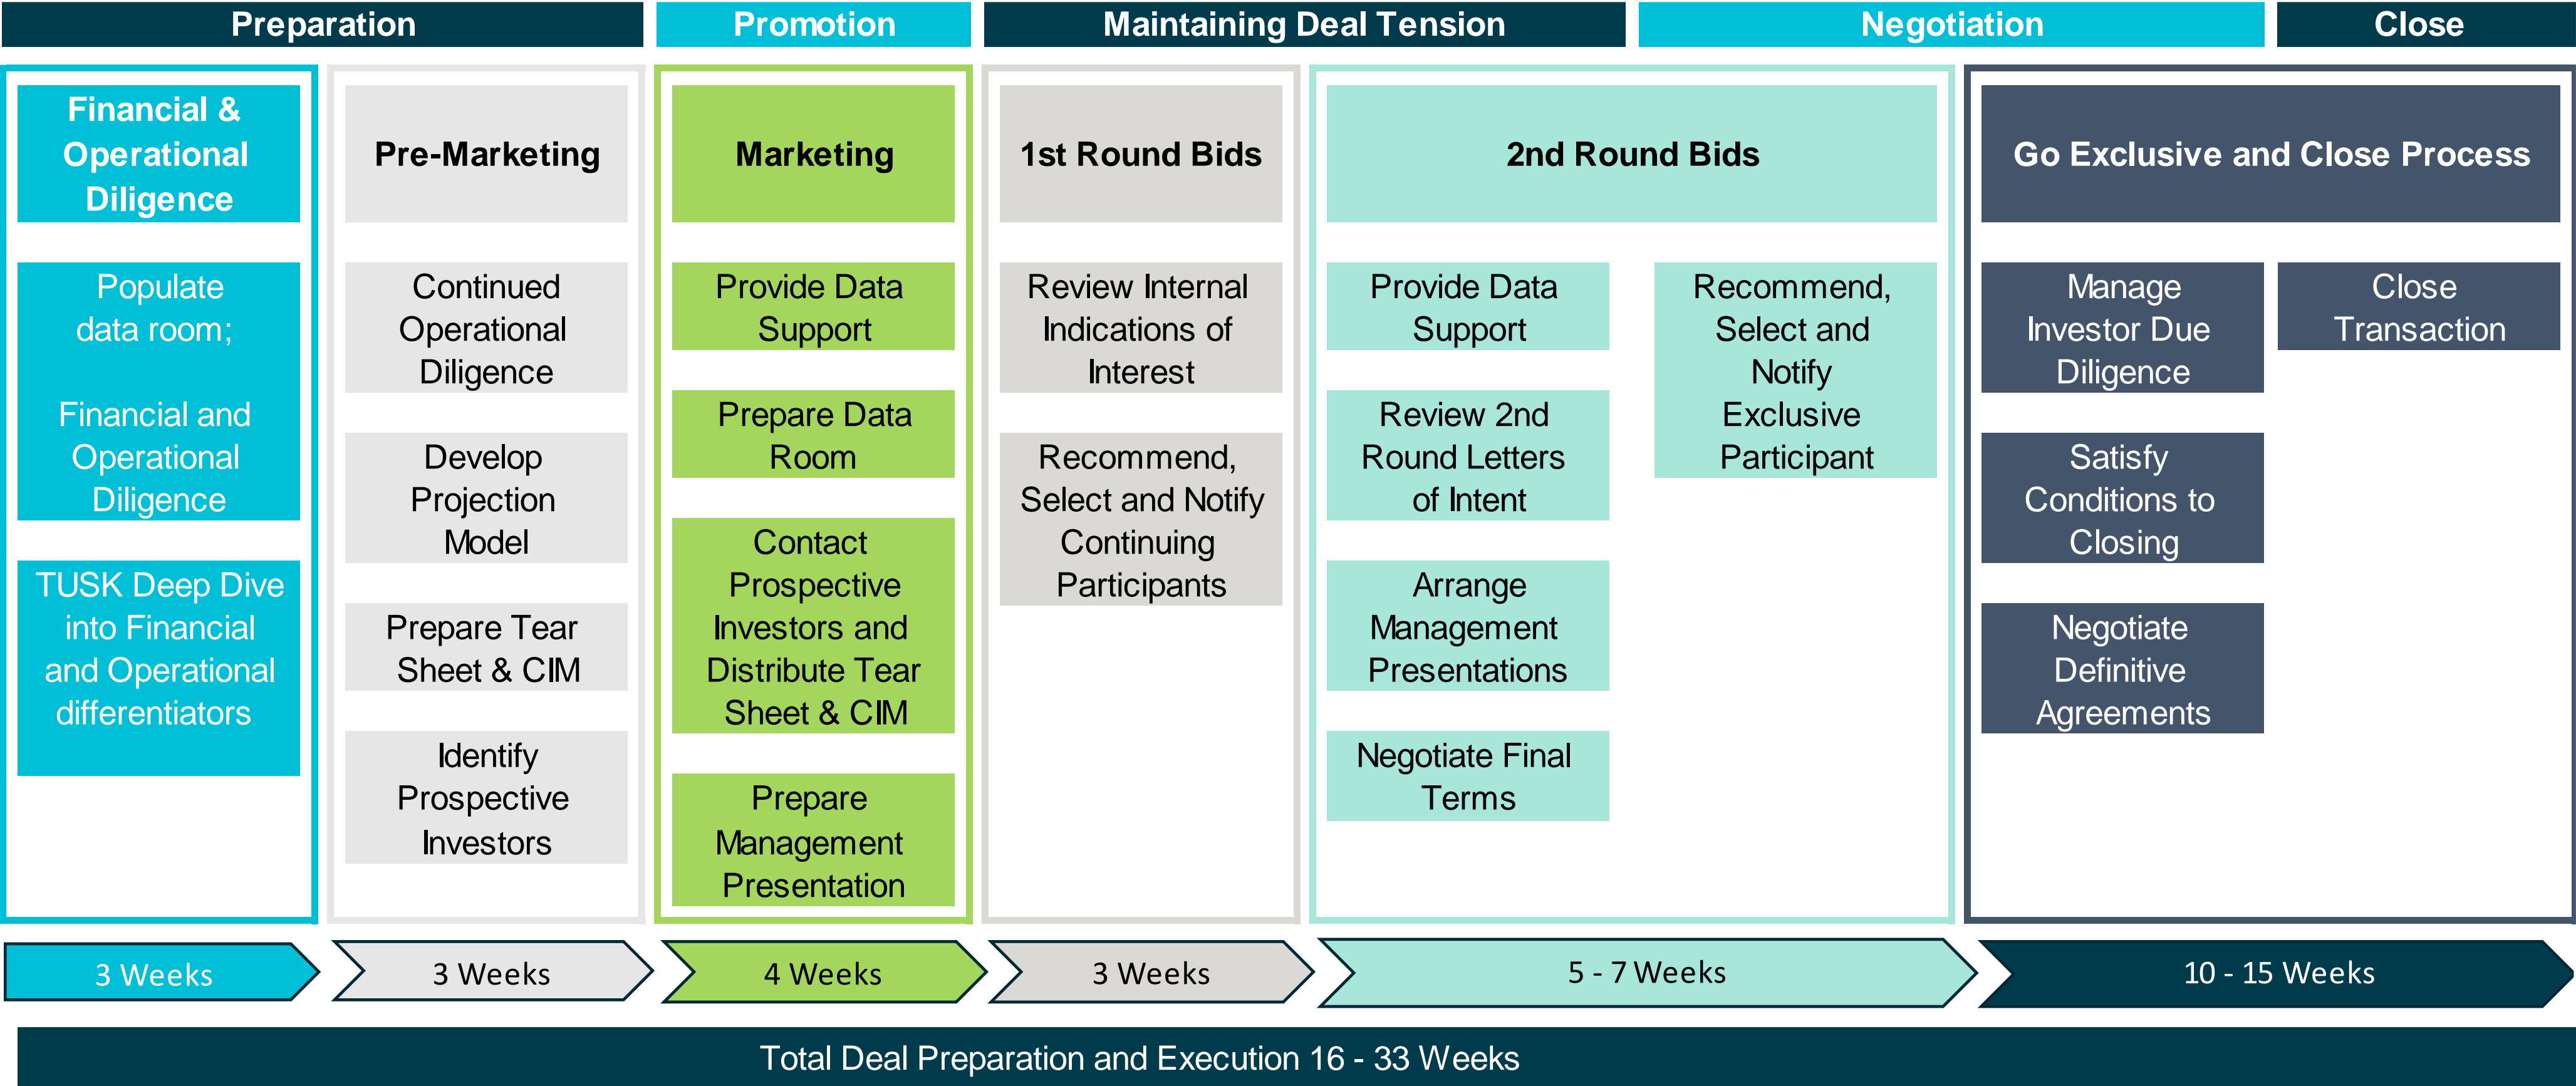 Preparation
Promotion
Maintaining Deal Tension
Negotiation
Close
Financial &
Operational
Diligence
Populate
data room;
Financial and
Operational
Diligence
TUSK Deep Dive
into Financial
and Operational
differentiators
Pre-Marketing
Continued
Operational
Diligence
Develop
Projection
Model
Prepare Tear
Sheet & CIM
Identify
Prospective
Investors
Marketing
Provide Data
Support
Prepare Data
Room
Contact
Prospective
Investors and
Distribute Tear
Sheet & CIM
Prepare
Management
Presentation
1st Round Bids
Review Internal
Indications of
Interest
Recommend,
Select and Notify
Continuing
Participants
2nd Round Bids
Provide Data
Support
Review 2nd
Round Letters
of Intent
Arrange
Management
Presentations
Negotiate Final
Terms
Recommend,
Select and
Notify
Exclusive
Participant
Go Exclusive and Close Process
Manage
Investor Due
Diligence
Satisfy
Conditions to
Closing
Negotiate
Definitive
Agreements
Close
Transaction
3 Weeks
3 Weeks
4 Weeks
3 Weeks
5 - 7 Weeks
10 - 15 Weeks
Total Deal Preparation and Execution 16 - 33 Weeks